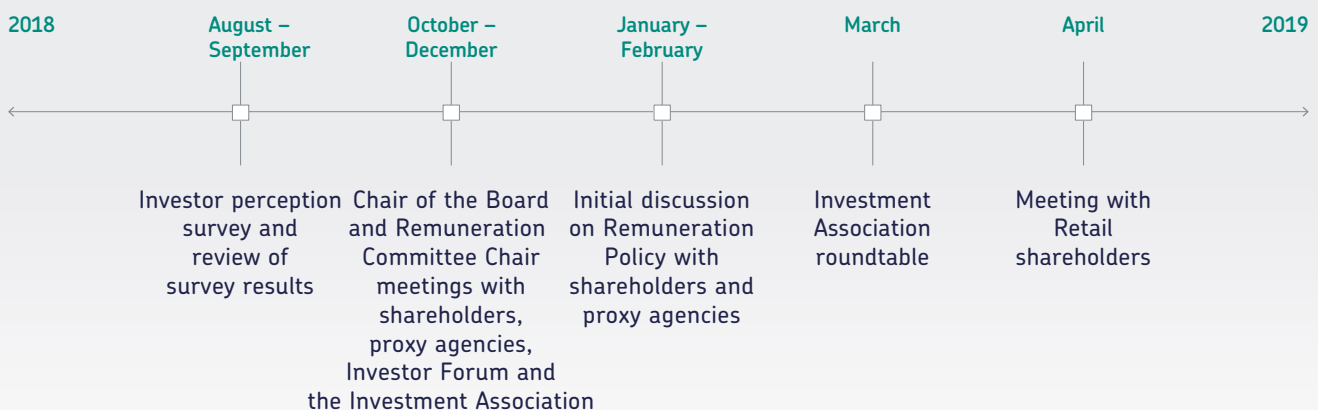 2018
August –
September
October –
December
January –
February
March
April
2019
Investor perception
survey and
review of
survey results
Chair of the Board
and Remuneration
Committee Chair
meetings with
shareholders,
proxy agencies,
Investor Forum and
the Investment Association
Initial discussion
on Remuneration
Policy with
shareholders and
proxy agencies
Investment
Association
roundtable
Meeting with
Retail
shareholders